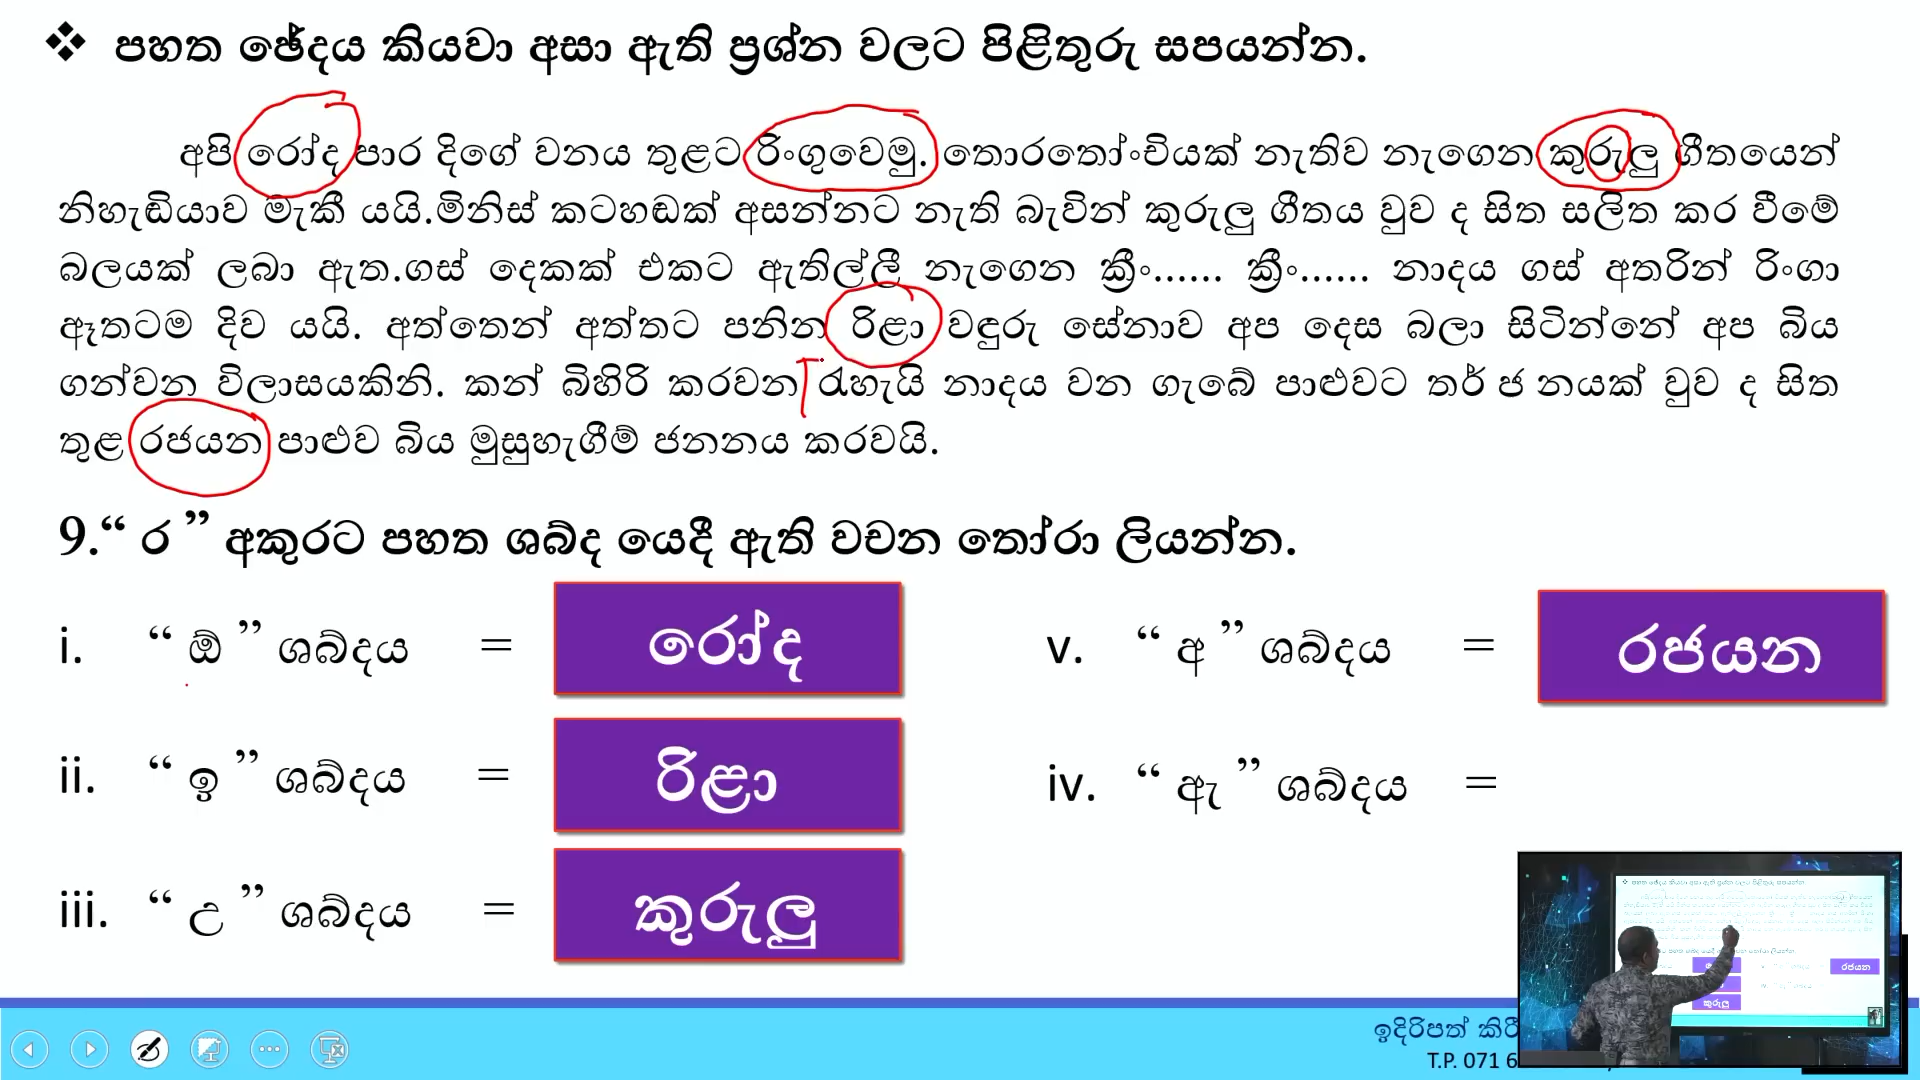 ❖ පහත ඡේදය කියවා අසා ඇති ප්‍රශ්න වලට පිළිතුරු සපයන්න.
අපි රෝද පාර දිගේ වනය තුළට රිංගුවෙමු. තොරතෝංචියක් නැතිව නැගෙන කුරුලු ගීතයෙන්
නිහැඬියාව මැකී යයි.මිනිස් කටහඬක් අසන්නට නැති බැවින් කුරුලු ගීතය වුව ද සිත සලිත කර වීමේ
බලයක් ලබා ඇත.ගස් දෙකක් එකට ඇතිල්ලී නැගෙන ක්‍රීං...... ක්‍රීං...... නාදය ගස් අතරින් රිංගා
ඈතටම දිව යයි. අත්තෙන් අත්තට පනින රිළා වඳුරු සේනාව අප දෙස බලා සිටින්නේ අප බිය
ගන්වන විලාසයකිනි. කන් බිහිරි කරවන රැහැයි නාදය වන ගැබේ පාළුවට තර් ජ නයක් වුව ද සිත
තුළ රජයන පාළුව බිය මුසුහැගීම් ජනනය කරවයි.
9.“ ර ” අකුරට පහත ශබ්ද යෙදී ඇති වචන තෝරා ලියන්න.
i. “ ඕ ” ශබ්දය = රෝද
ii. “ ඉ ” ශබ්දය = රිළා
iii. “ උ ” ශබ්දය = කුරුලු
v. “ අ ” ශබ්දය = රජයන
iv. “ ඇ ” ශබ්දය =
ඉදිරිපත් කිරී
T.P. 071 6